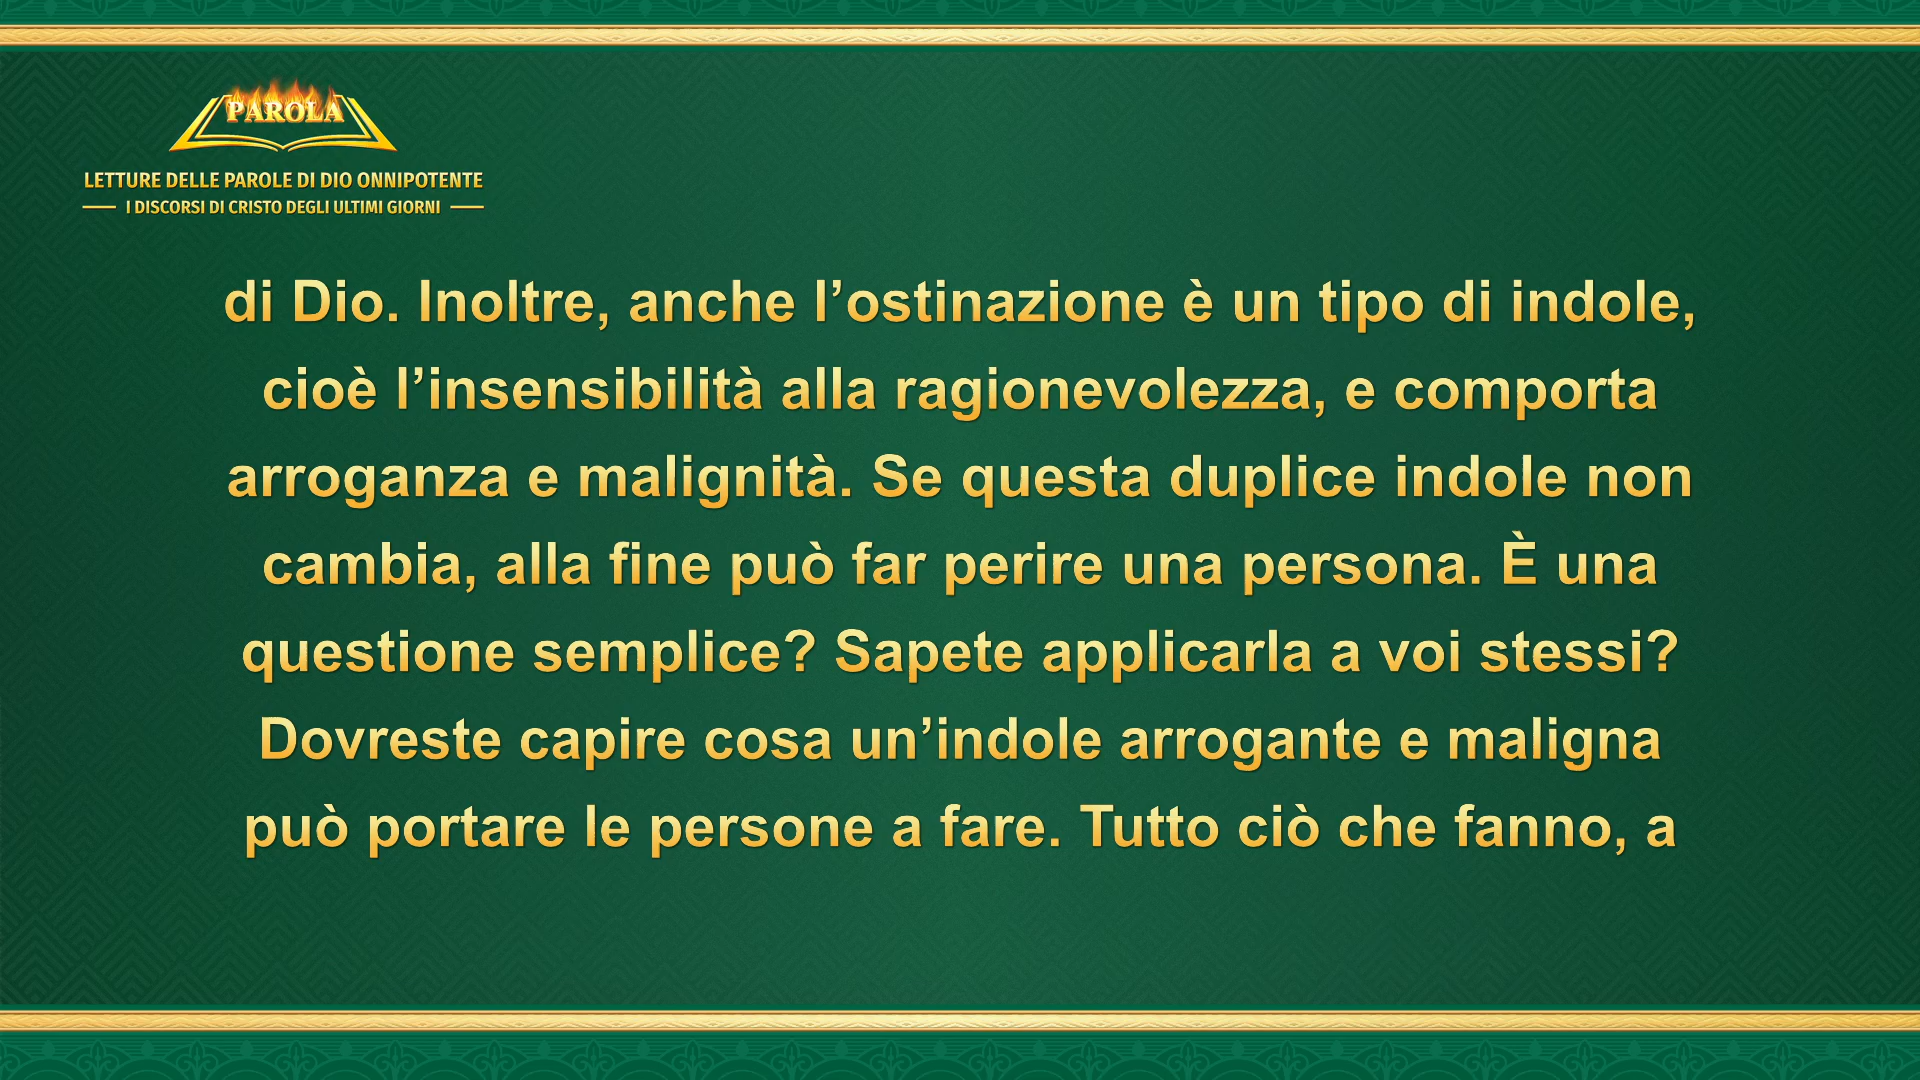 PAROLA
LETTURE DELLE PAROLE DI DIO ONNIPOTENTE
I DISCORSI DI CRISTO DEGLI ULTIMI GIORNI
di Dio. Inoltre, anche l’ostinazione è un tipo di indole,
cioè l’insensibilità alla ragionevolezza, e comporta
arroganza e malignità. Se questa duplice indole non
cambia, alla fine può far perire una persona. È una
questione semplice? Sapete applicarla a voi stessi?
Dovreste capire cosa un’indole arrogante e maligna
può portare le persone a fare. Tutto ciò che fanno, a